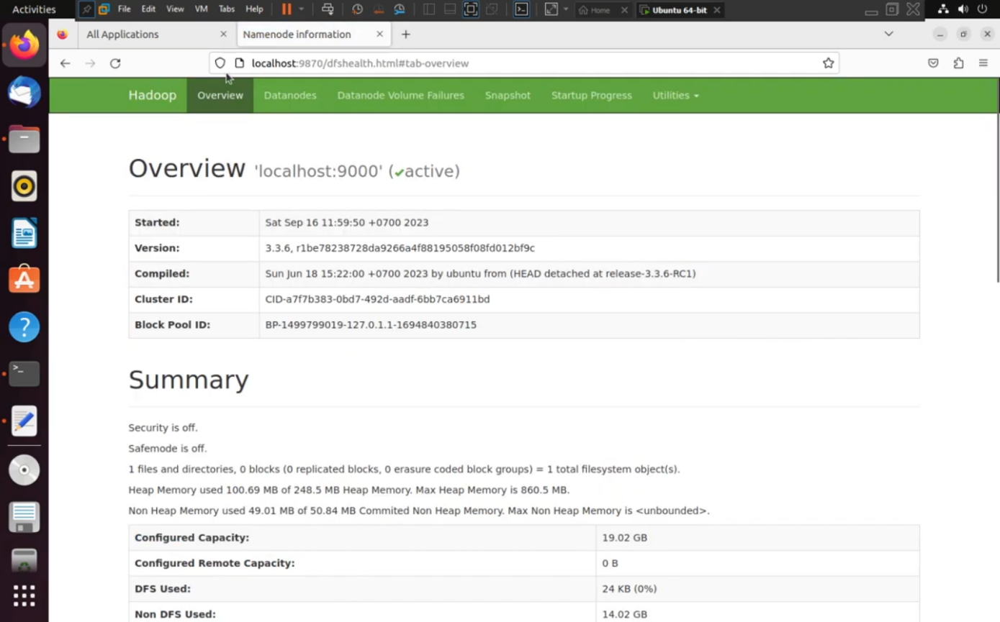 Activities File Edit View VM Tabs Help Home Ubuntu 64-bit
All Applications Namenode information
localhost:9870/dfshealth.html#tab-overview
Hadoop Overview Datanodes Datanode Volume Failures Snapshot Startup Progress Utilities
Overview 'localhost:9000' (✔active)
Started: Sat Sep 16 11:59:50 +0700 2023
Version: 3.3.6, r1be78238728da9266a4f88195058f08fd012bf9c
Compiled: Sun Jun 18 15:22:00 +0700 2023 by ubuntu from (HEAD detached at release-3.3.6-RC1)
Cluster ID: CID-a7f7b383-0bd7-492d-aadf-6bb7ca6911bd
Block Pool ID: BP-1499799019-127.0.1.1-1694840380715
Summary
Security is off.
Safemode is off.
1 files and directories, 0 blocks (0 replicated blocks, 0 erasure coded block groups) = 1 total filesystem object(s).
Heap Memory used 100.69 MB of 248.5 MB Heap Memory. Max Heap Memory is 860.5 MB.
Non Heap Memory used 49.01 MB of 50.84 MB Commited Non Heap Memory. Max Non Heap Memory is <unbounded>.
Configured Capacity: 19.02 GB
Configured Remote Capacity: 0 B
DFS Used: 24 KB (0%)
Non DFS Used: 14.02 GB